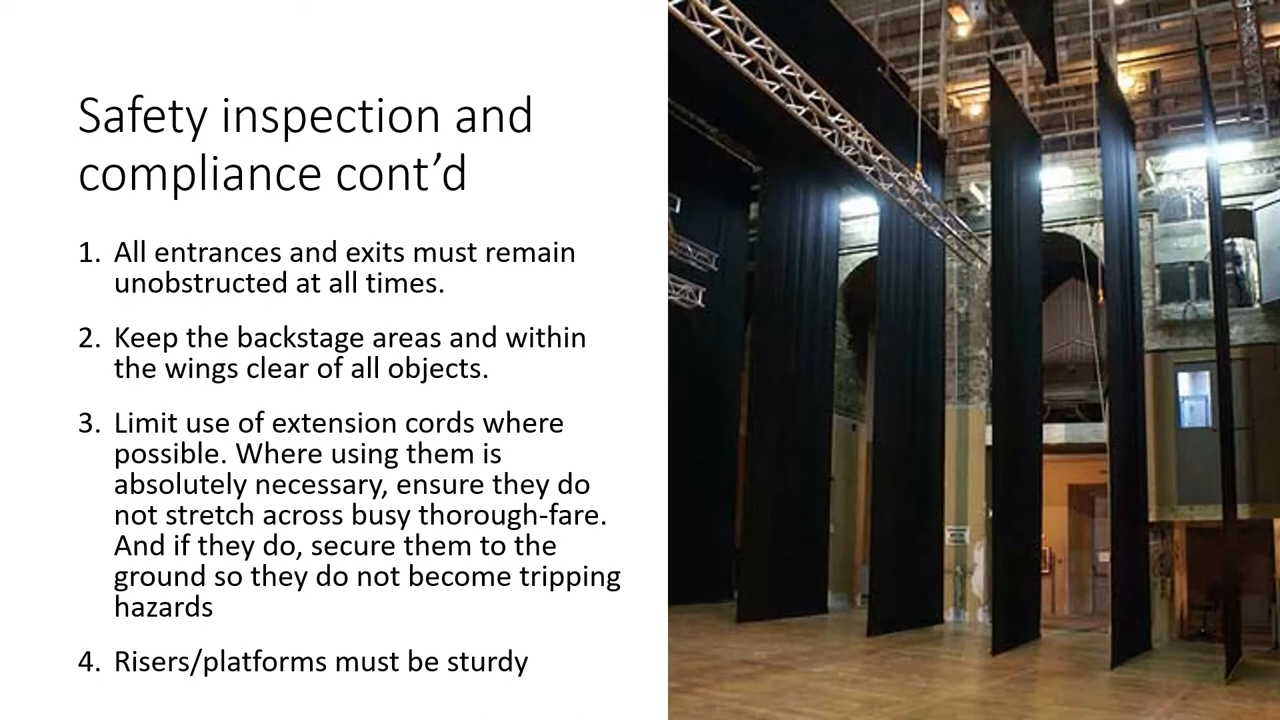 Safety inspection and
compliance cont’d
1. All entrances and exits must remain
unobstructed at all times.
2. Keep the backstage areas and within
the wings clear of all objects.
3. Limit use of extension cords where
possible. Where using them is
absolutely necessary, ensure they do
not stretch across busy thorough-fare.
And if they do, secure them to the
ground so they do not become tripping
hazards
4. Risers/platforms must be sturdy